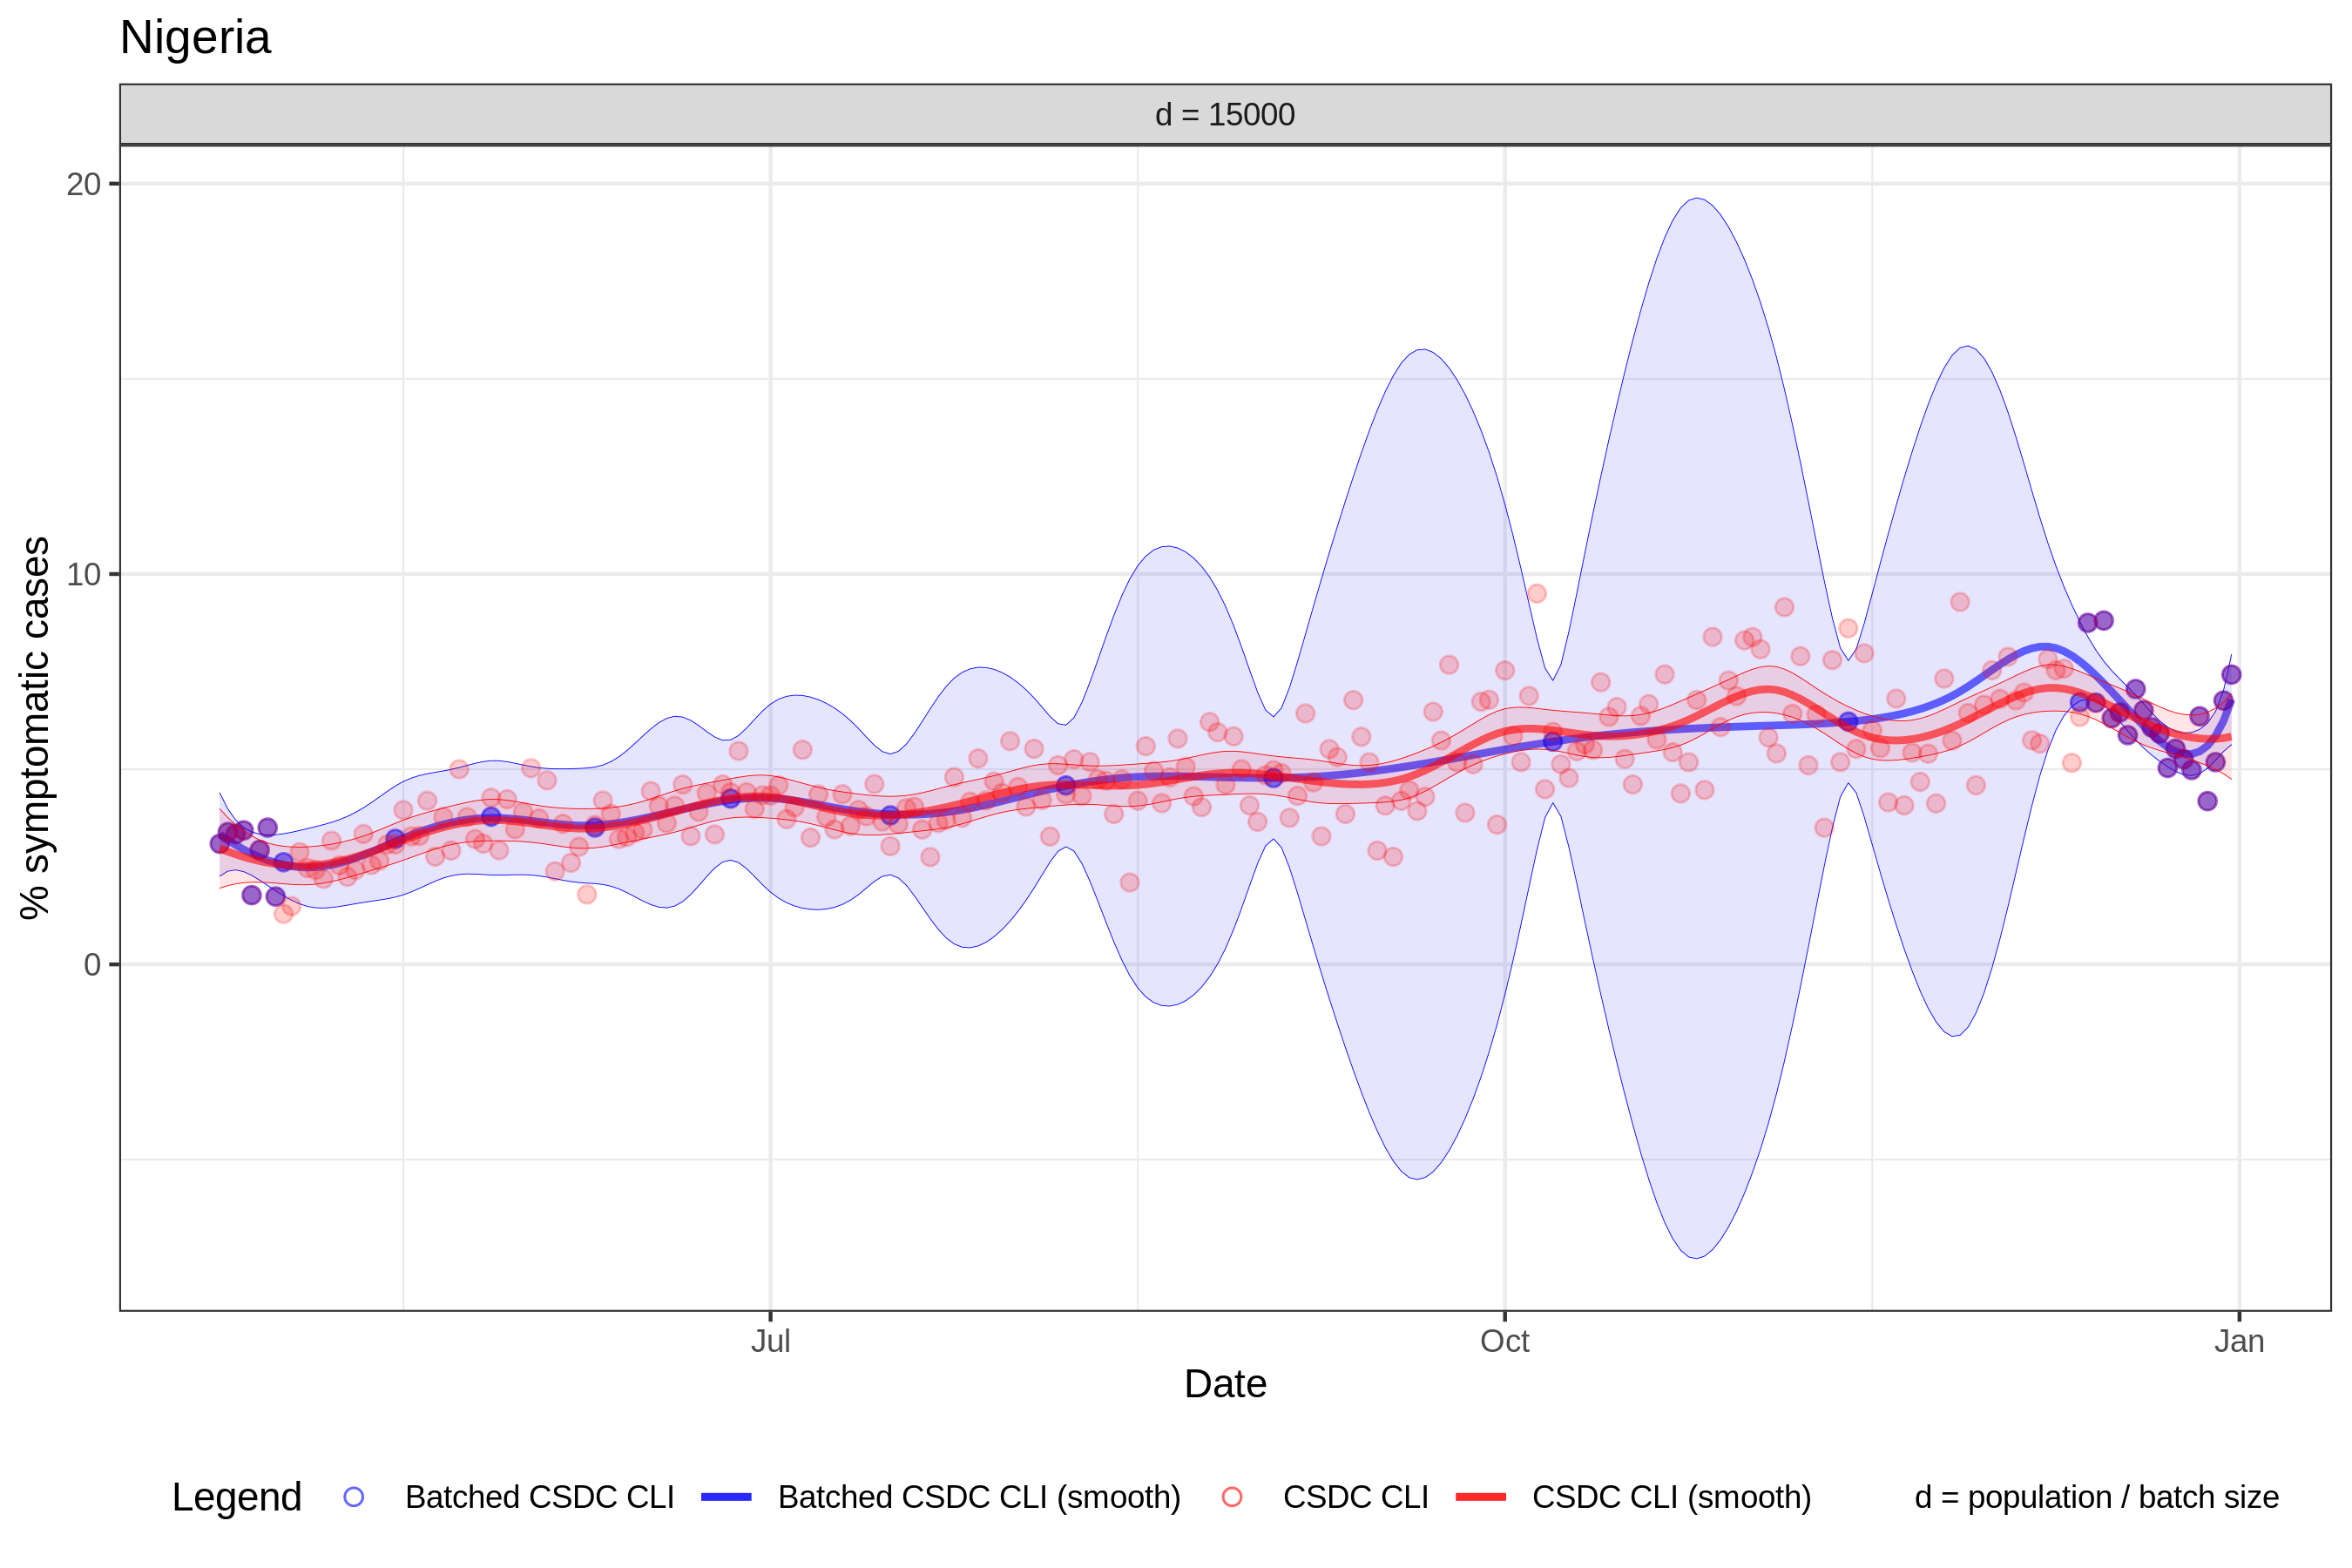 Nigeria
d = 15000
20
10
0
% symptomatic cases
Jul
Oct
Jan
Date
Legend
Batched CSDC CLI
Batched CSDC CLI (smooth)
CSDC CLI
CSDC CLI (smooth)
d = population / batch size